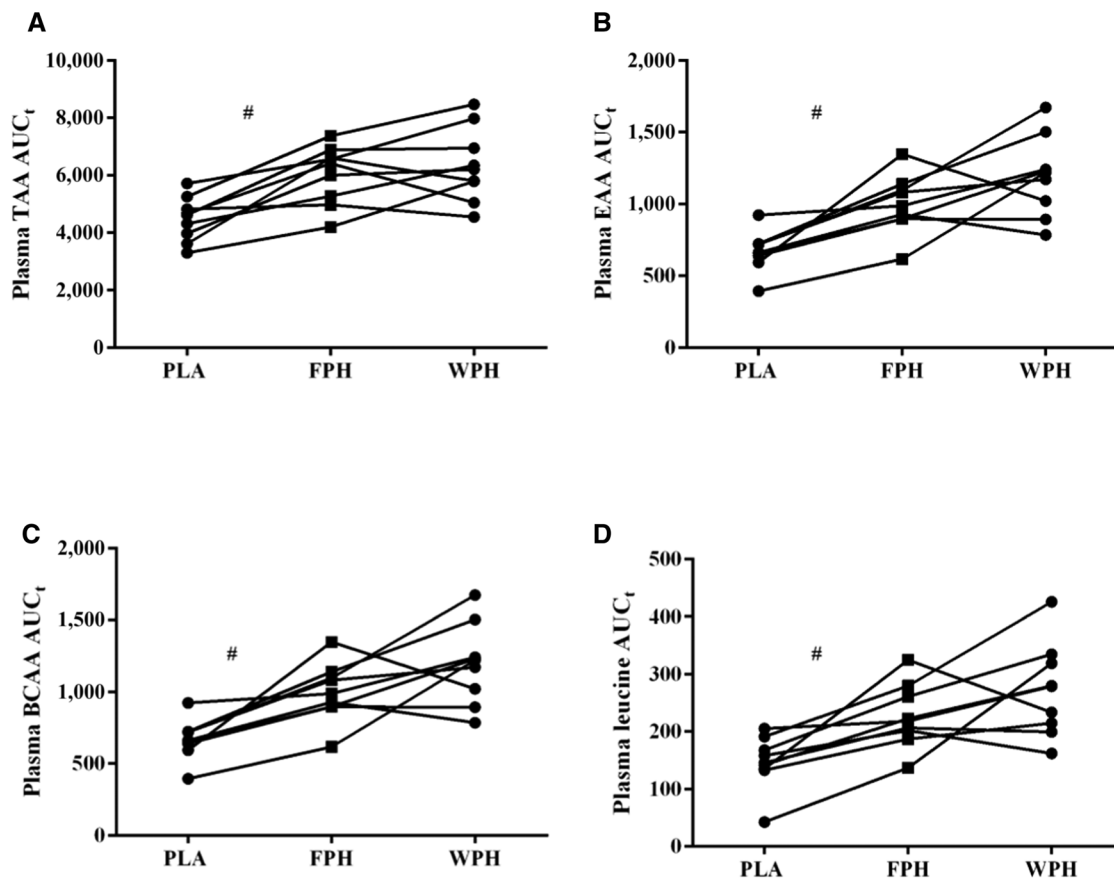 A
Plasma TAA AUCt
10,000
8,000
6,000
4,000
2,000
0
#
PLA FPH WPH
B
Plasma EAA AUCt
2,000
1,500
1,000
500
0
#
PLA FPH WPH
C
Plasma BCAA AUCt
2,000
1,500
1,000
500
0
#
PLA FPH WPH
D
Plasma leucine AUCt
500
400
300
200
100
0
#
PLA FPH WPH